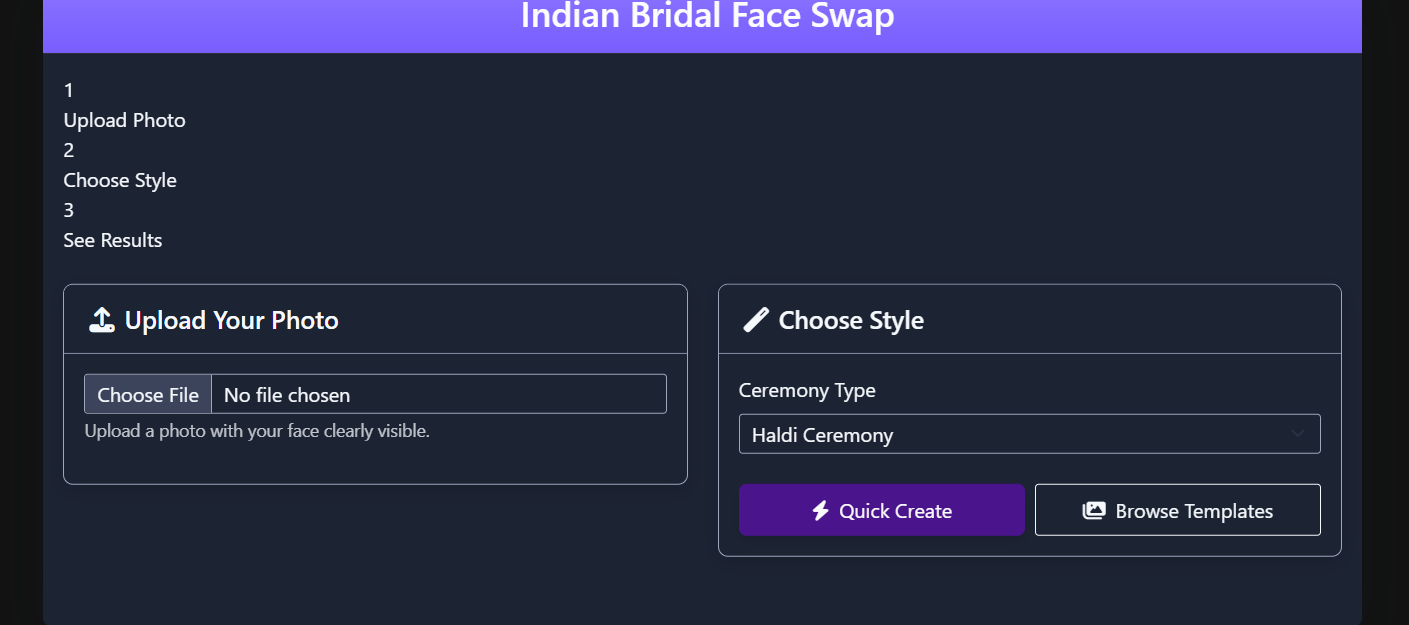 Indian Bridal Face Swap
1
Upload Photo
2
Choose Style
3
See Results
Upload Your Photo
Choose File No file chosen
Upload a photo with your face clearly visible.
Choose Style
Ceremony Type
Haldi Ceremony
Quick Create
Browse Templates